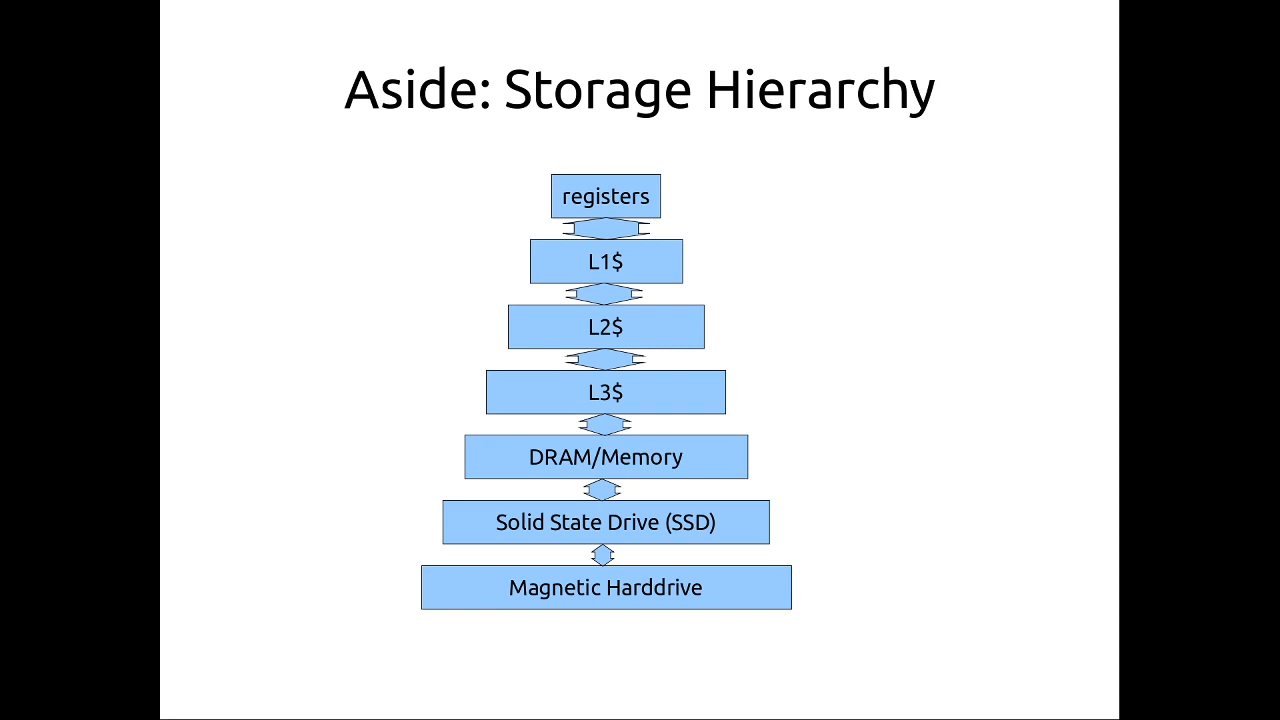 Aside: Storage Hierarchy
registers
L1$
L2$
L3$
DRAM/Memory
Solid State Drive (SSD)
Magnetic Harddrive